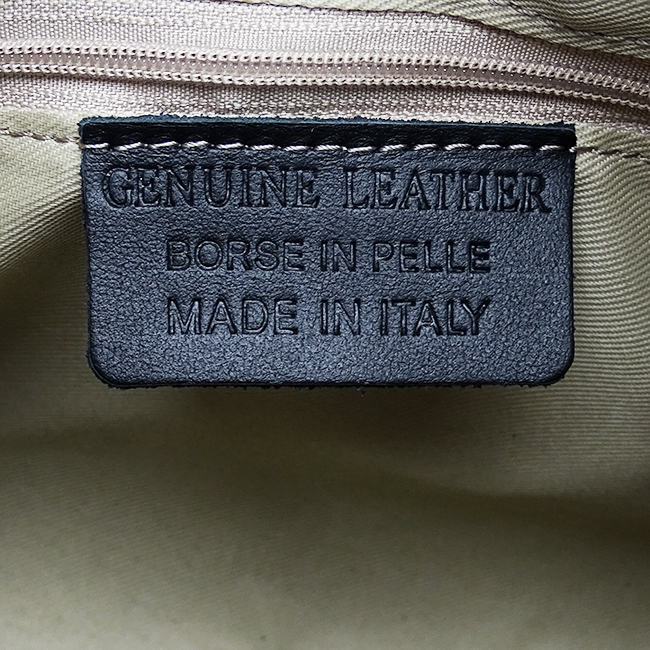 GENUINE LEATHER
BORSE IN PELLE
MADE IN ITALY